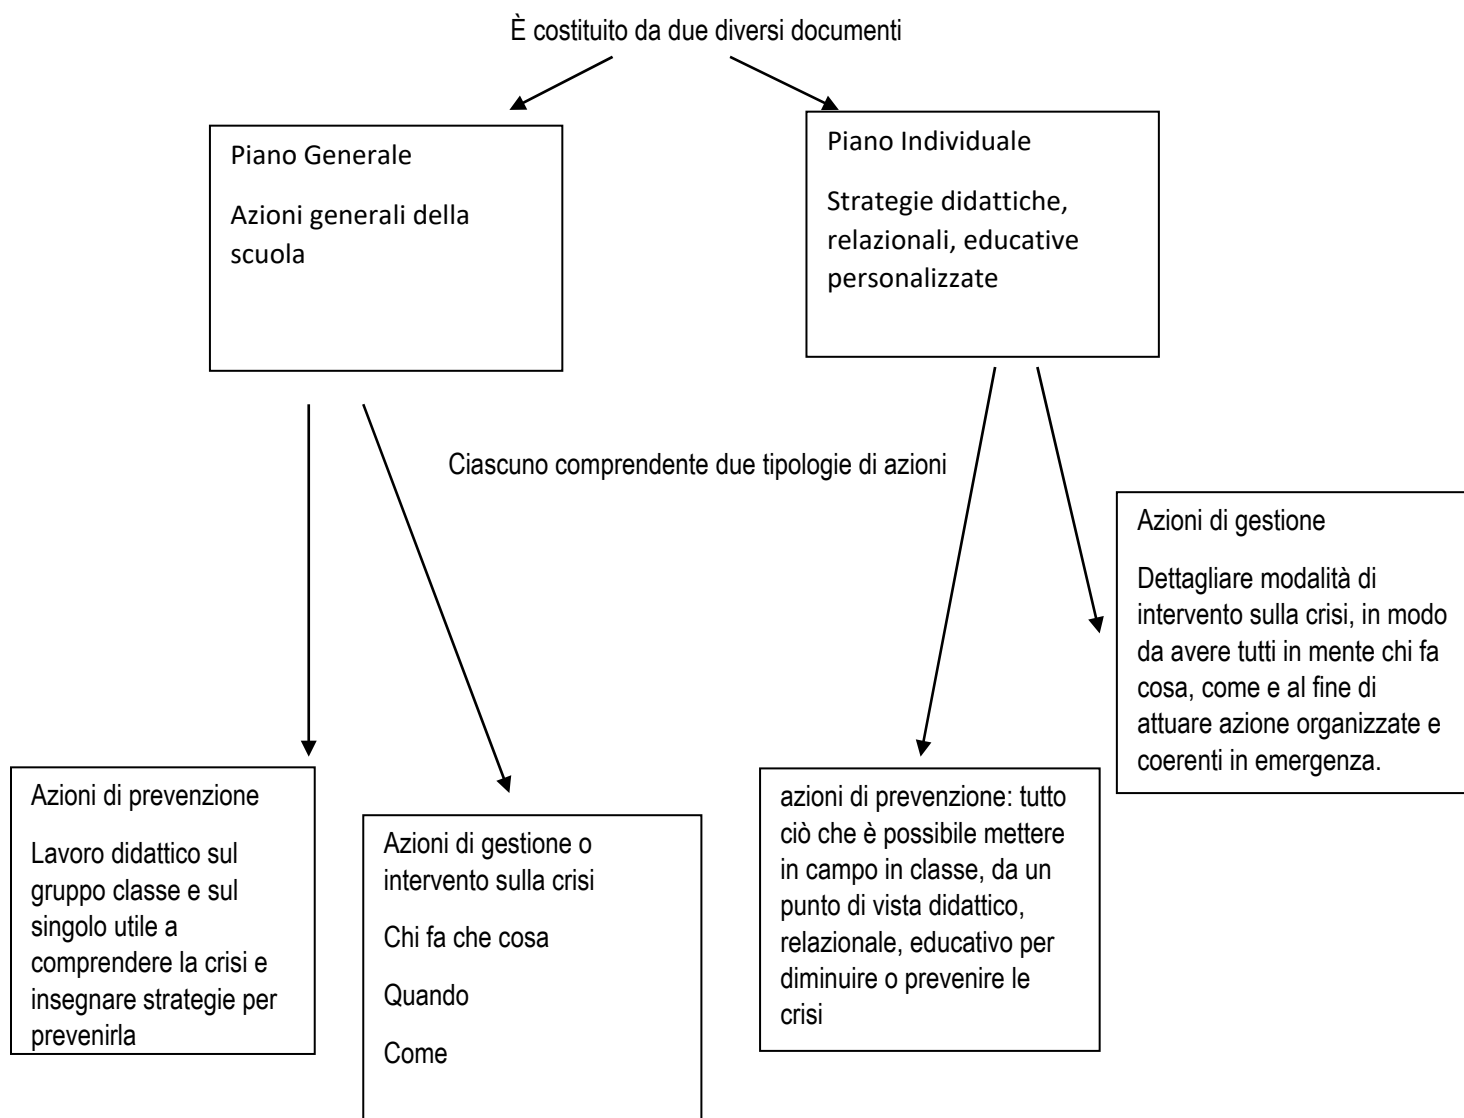 È costituito da due diversi documenti
Piano Generale
Azioni generali della
scuola
Piano Individuale
Strategie didattiche,
relazionali, educative
personalizzate
Ciascuno comprendente due tipologie di azioni
Azioni di prevenzione
Lavoro didattico sul
gruppo classe e sul
singolo utile a
comprendere la crisi e
insegnare strategie per
prevenirla
Azioni di gestione o
intervento sulla crisi
Chi fa che cosa
Quando
Come
azioni di prevenzione: tutto
ciò che è possibile mettere
in campo in classe, da un
punto di vista didattico,
relazionale, educativo per
diminuire o prevenire le
crisi
Azioni di gestione
Dettagliare modalità di
intervento sulla crisi, in modo
da avere tutti in mente chi fa
cosa, come e al fine di
attuare azione organizzate e
coerenti in emergenza.